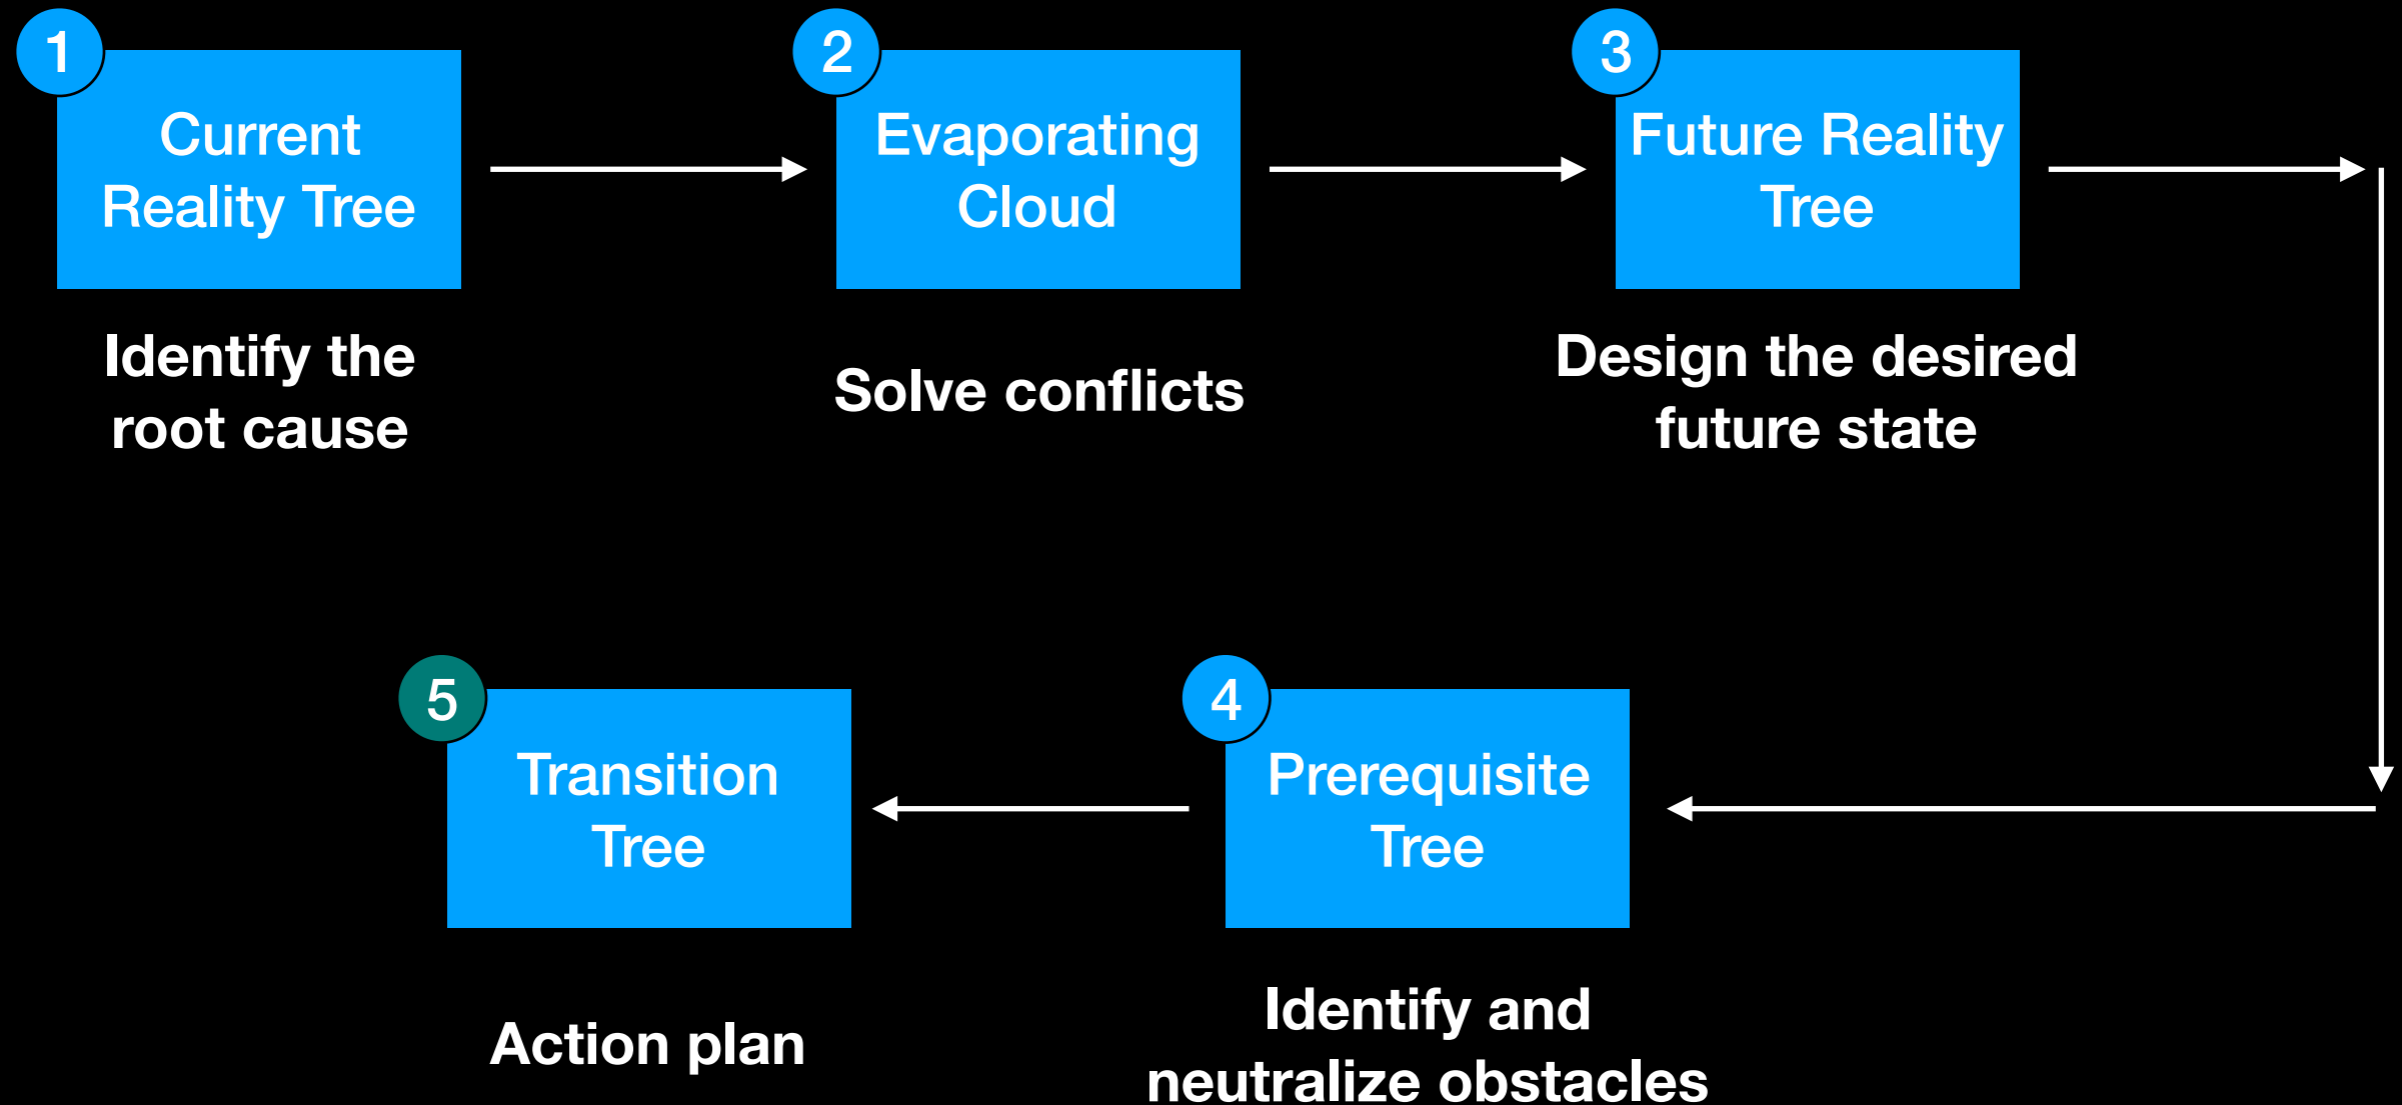 1
Current
Reality Tree
Identify the
root cause
2
Evaporating
Cloud
Solve conflicts
3
Future Reality
Tree
Design the desired
future state
4
Prerequisite
Tree
Identify and
neutralize obstacles
5
Transition
Tree
Action plan